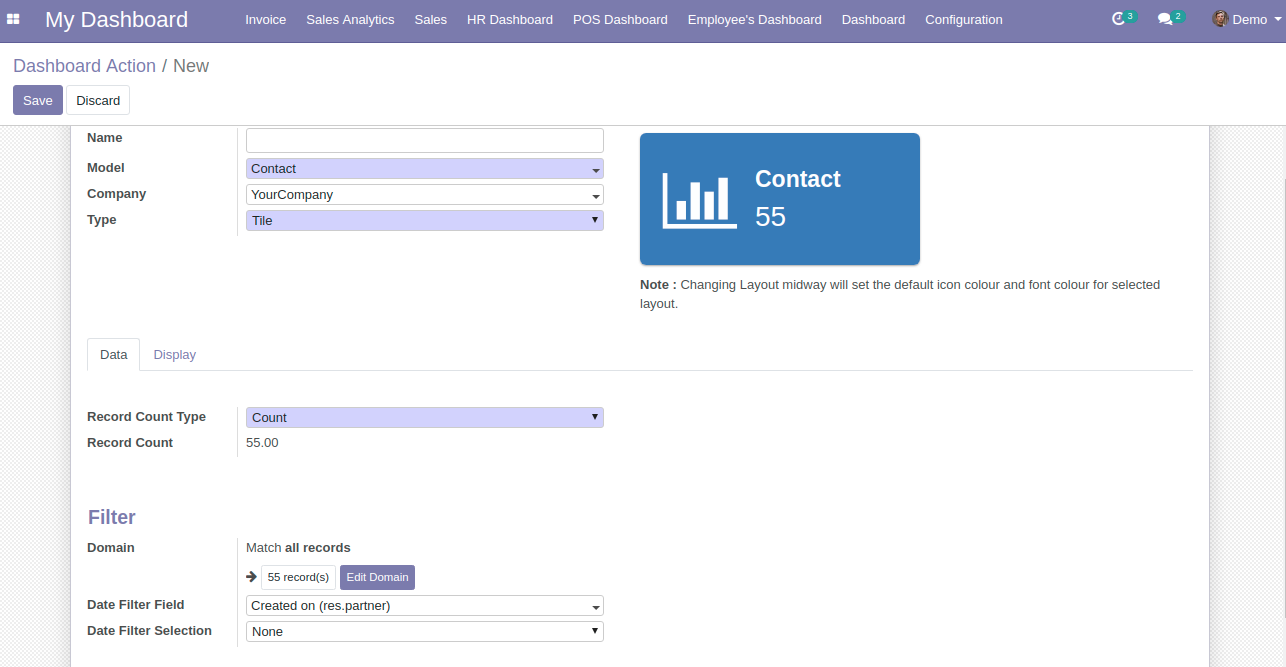 My Dashboard Invoice Sales Analytics Sales HR Dashboard POS Dashboard Employee's Dashboard Dashboard Configuration 3 2 Demo
Dashboard Action / New
Save Discard
Name
Model Contact
Company YourCompany
Type Tile
Contact
55
Note : Changing Layout midway will set the default icon colour and font colour for selected
layout.
Data Display
Record Count Type Count
Record Count 55.00
Filter
Domain Match all records
55 record(s) Edit Domain
Date Filter Field Created on (res.partner)
Date Filter Selection None